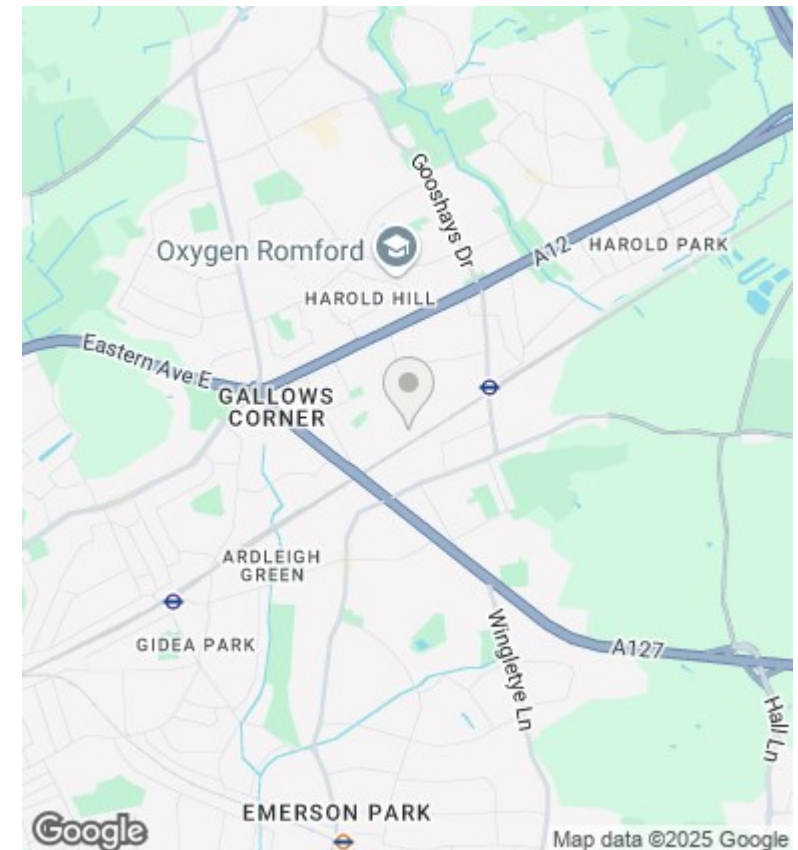 Gooshays Dr
Oxygen Romford
A12
HAROLD PARK
HAROLD HILL
Eastern Ave E
GALLOWS
CORNER
ARDLEIGH
GREEN
GIDEA PARK
Wingletye Ln
A127
Hall Ln
EMERSON PARK
Google
Map data ©2025 Google